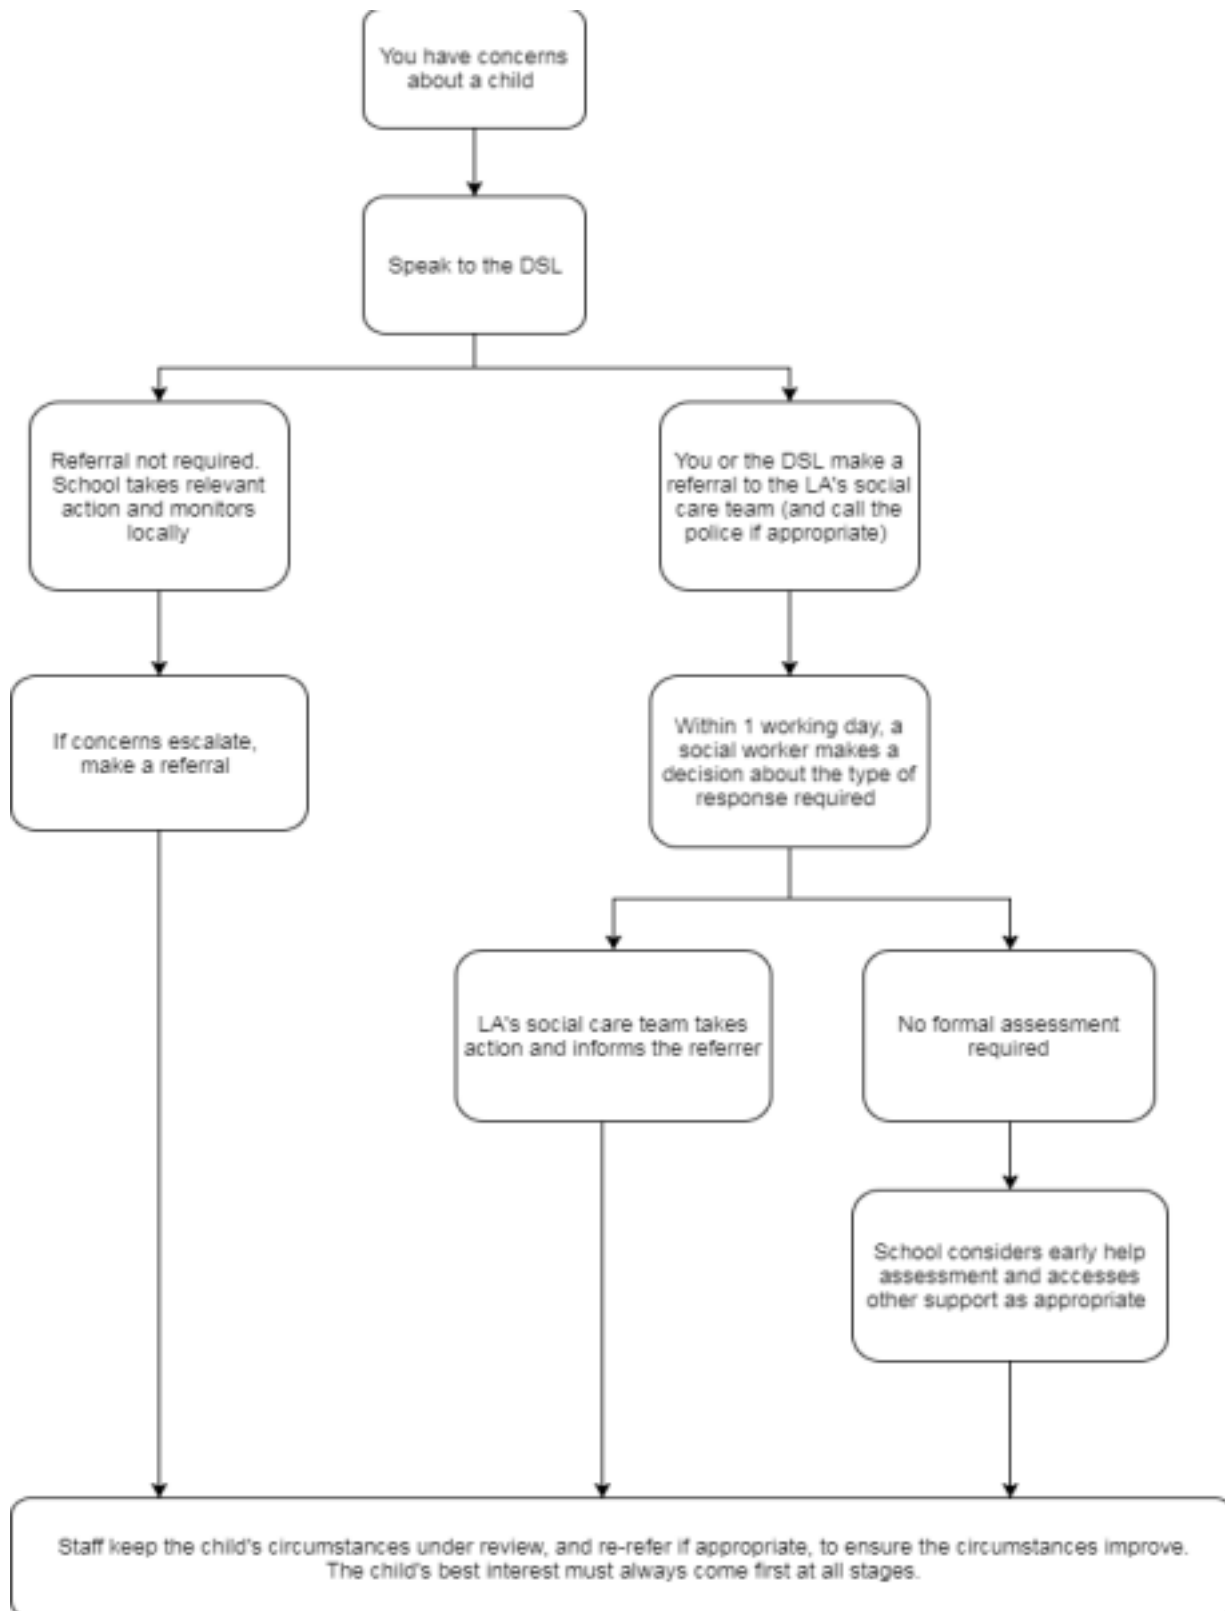 You have concerns
about a child
Speak to the DSL
Referral not required.
School takes relevant
action and monitors
locally
You or the DSL make a
referral to the LA's social
care team (and call the
police if appropriate)
If concerns escalate,
make a referral
Within 1 working day, a
social worker makes a
decision about the type of
response required
LA's social care team takes
action and informs the referrer
No formal assessment
required
School considers early help
assessment and accesses
other support as appropriate
Staff keep the child's circumstances under review, and re-refer if appropriate, to ensure the circumstances improve.
The child's best interest must always come first at all stages.